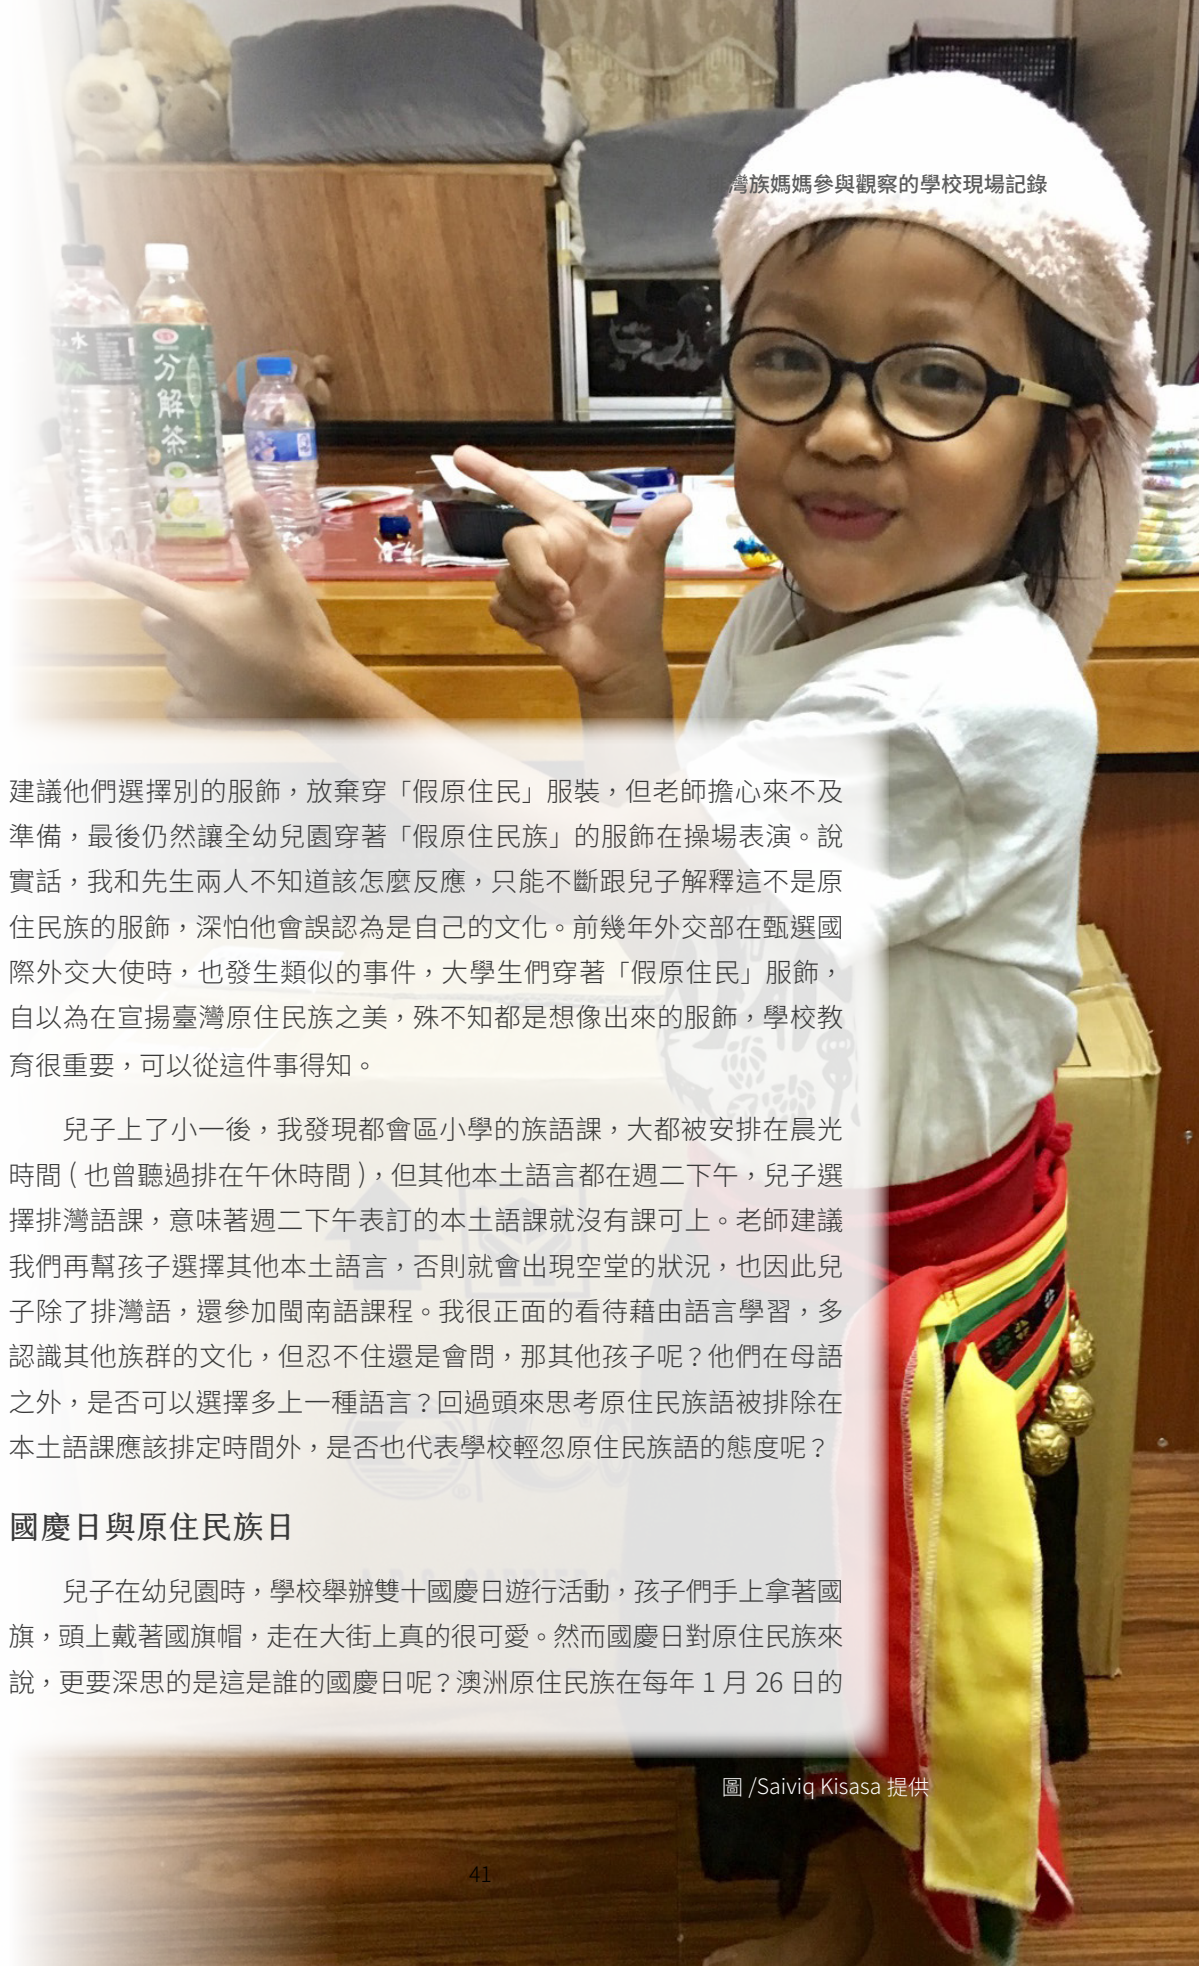 灣族媽媽參與觀察的學校現場記錄
水
分
解
茶
建議他們選擇別的服飾，放棄穿「假原住民」服裝，但老師擔心來不及
準備，最後仍然讓全幼兒園穿著「假原住民族」的服飾在操場表演。說
實話，我和先生兩人不知道該怎麼反應，只能不斷跟兒子解釋這不是原
住民族的服飾，深怕他會誤認為是自己的文化。前幾年外交部在甄選國
際外交大使時，也發生類似的事件，大學生們穿著「假原住民」服飾，
自以為在宣揚臺灣原住民族之美，殊不知都是想像出來的服飾，學校教
育很重要，可以從這件事得知。
兒子上了小一後，我發現都會區小學的族語課，大都被安排在晨光
時間 ( 也曾聽過排在午休時間 )，但其他本土語言都在週二下午，兒子選
擇排灣語課，意味著週二下午表訂的本土語課就沒有課可上。老師建議
我們再幫孩子選擇其他本土語言，否則就會出現空堂的狀況，也因此兒
子除了排灣語，還參加閩南語課程。我很正面的看待藉由語言學習，多
認識其他族群的文化，但忍不住還是會問，那其他孩子呢？他們在母語
之外，是否可以選擇多上一種語言？回過頭來思考原住民族語被排除在
本土語課應該排定時間外，是否也代表學校輕忽原住民族語的態度呢？
國慶日與原住民族日
兒子在幼兒園時，學校舉辦雙十國慶日遊行活動，孩子們手上拿著國
旗，頭上戴著國旗帽，走在大街上真的很可愛。然而國慶日對原住民族來
說，更要深思的是這是誰的國慶日呢？澳洲原住民族在每年 1 月 26 日的
圖 /Saiviq Kisasa 提供
41